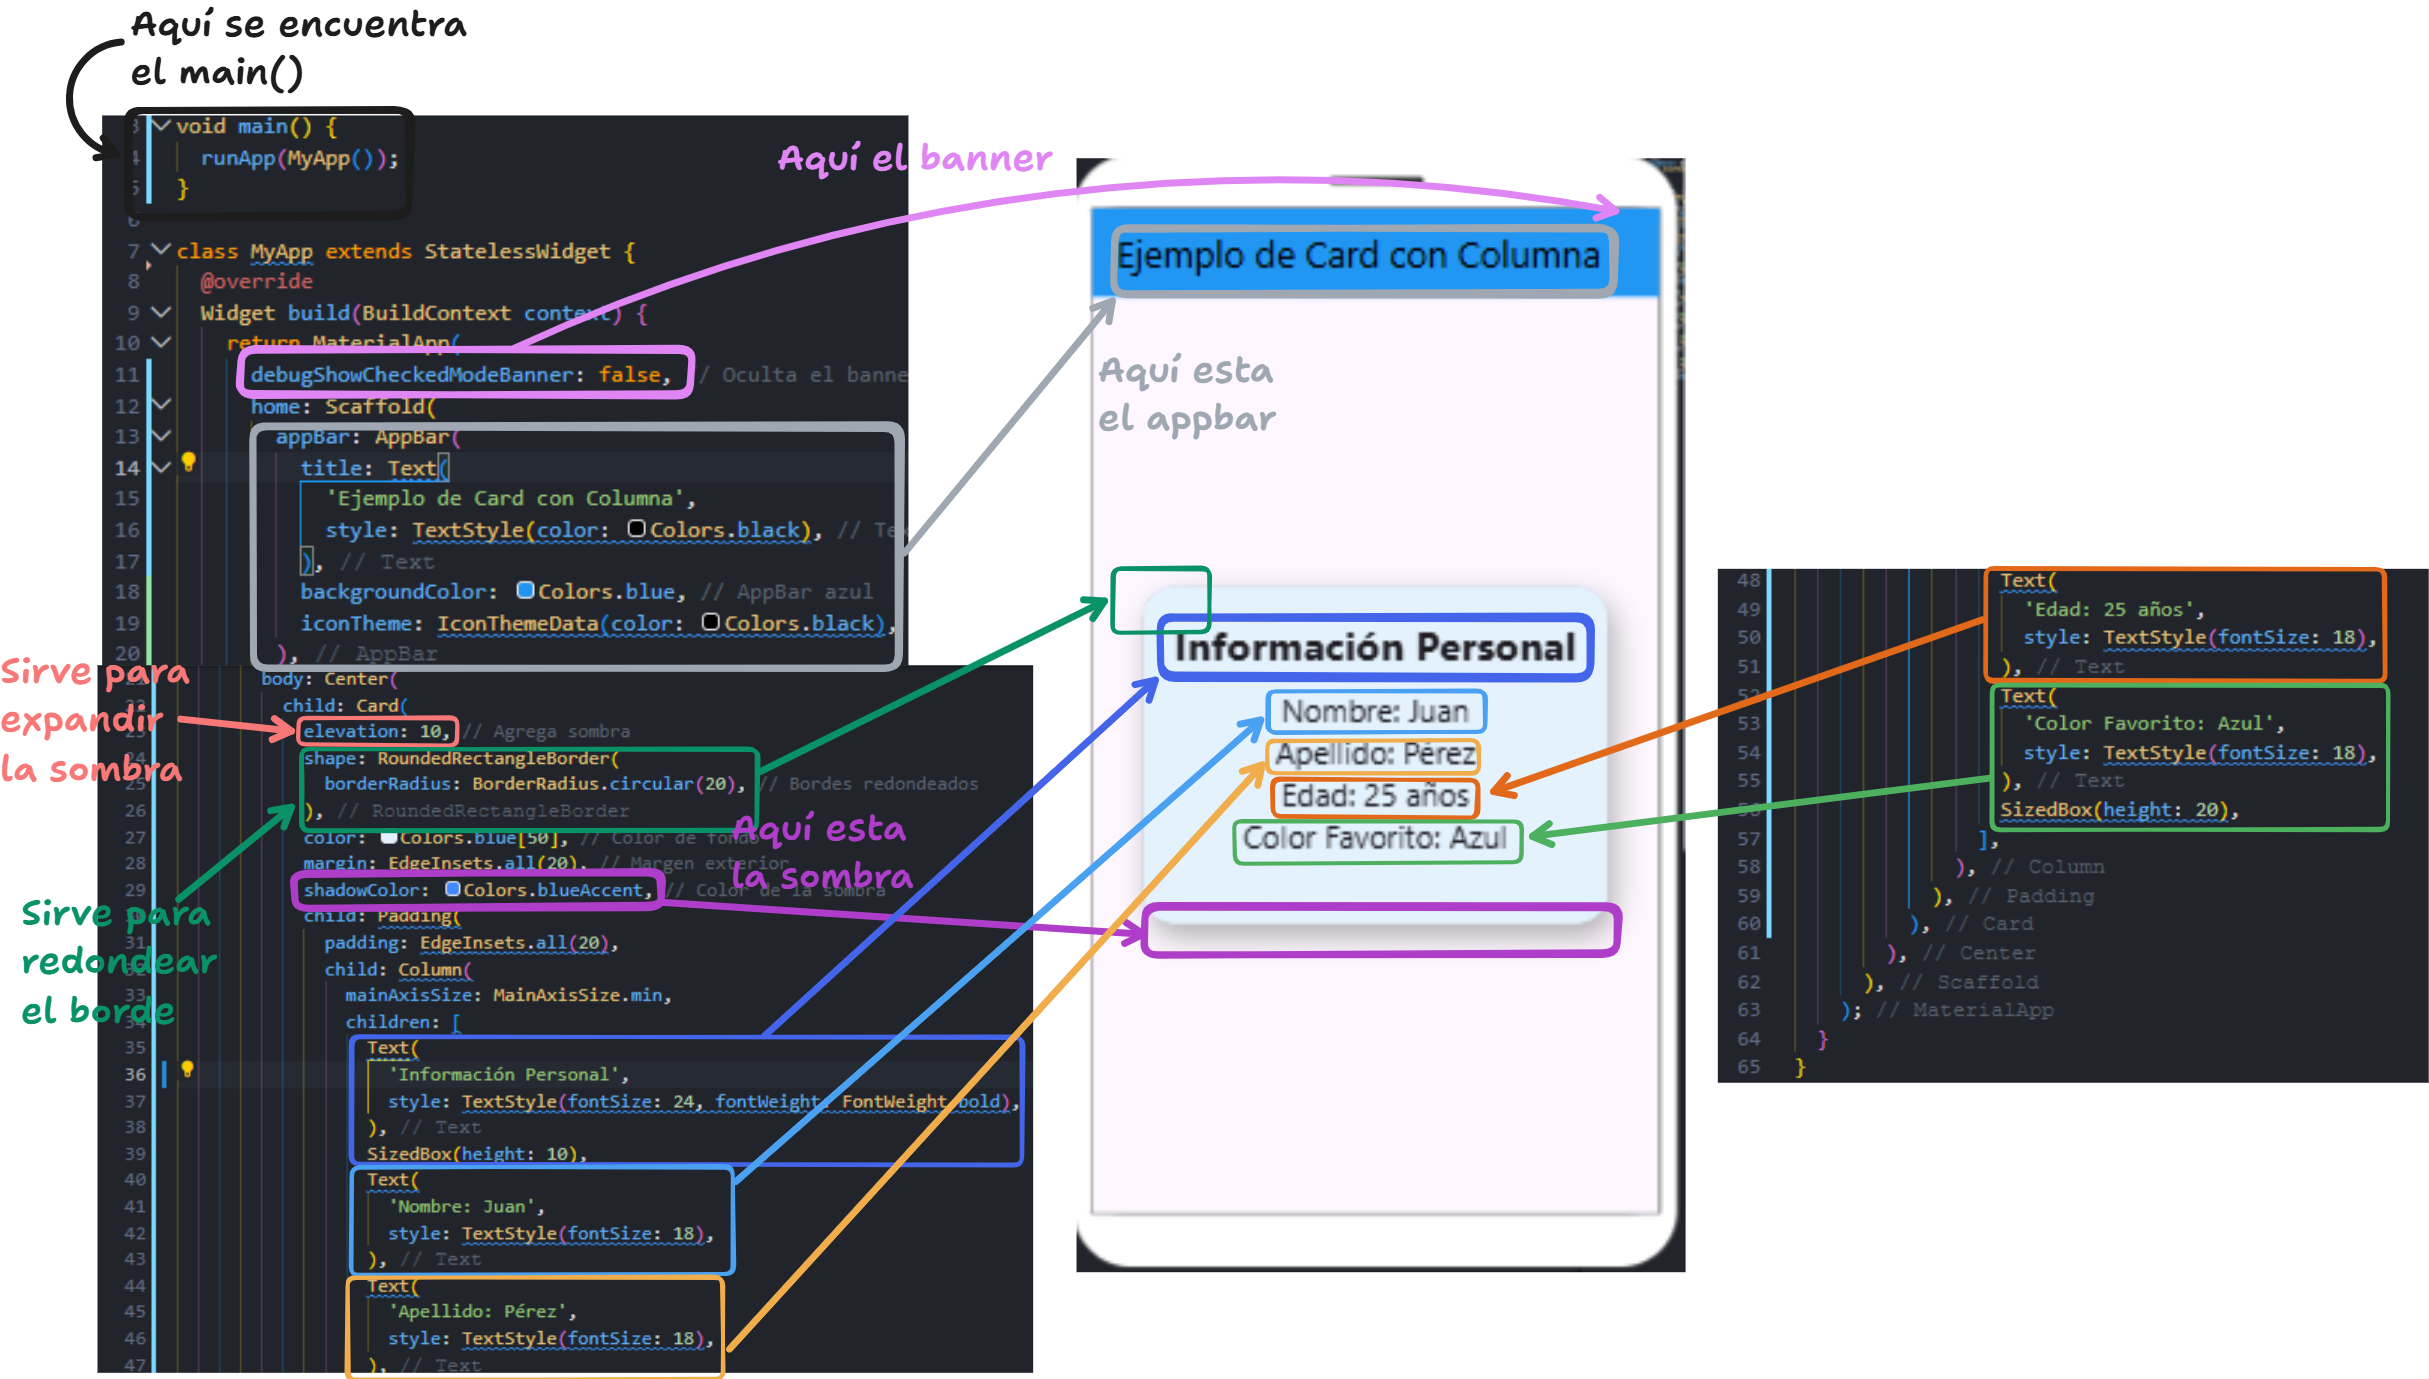 Aquí se encuentra
el main()
3 void main() {
4 runApp(MyApp());
5 }
6
7 class MyApp extends StatelessWidget {
8 @override
9 Widget build(BuildContext context) {
10 return MaterialApp(
11 debugShowCheckedModeBanner: false, // Oculta el banne
12 home: Scaffold(
13 appBar: AppBar(
14 title: Text(
15 'Ejemplo de Card con Columna',
16 style: TextStyle(color: Colors.black), // Te
17 ), // Text
18 backgroundColor: Colors.blue, // AppBar azul
19 iconTheme: IconThemeData(color: Colors.black),
20 ), // AppBar
body: Center(
child: Card(
23 elevation: 10, // Agrega sombra
24 shape: RoundedRectangleBorder(
25 borderRadius: BorderRadius.circular(20), // Bordes redondeados
26 ), // RoundedRectangleBorder
27 color: Colors.blue[50], // Color de fondo
28 margin: EdgeInsets.all(20), // Margen exterior
29 shadowColor: Colors.blueAccent, // Color de la sombra
child: Padding(
31 padding: EdgeInsets.all(20),
32 child: Column(
33 mainAxisSize: MainAxisSize.min,
34 children: [
35 Text(
36 'Información Personal',
37 style: TextStyle(fontSize: 24, fontWeight: FontWeight.bold),
38 ), // Text
39 SizedBox(height: 10),
40 Text(
41 'Nombre: Juan',
42 style: TextStyle(fontSize: 18),
43 ), // Text
44 Text(
45 'Apellido: Pérez',
46 style: TextStyle(fontSize: 18),
47 ), // Text
Sirve para
expandir
la sombra
Sirve para
redondear
el borde
Aquí esta
la sombra
Aquí el banner
Ejemplo de Card con Columna
Aquí esta
el appbar
Información Personal
Nombre: Juan
Apellido: Pérez
Edad: 25 años
Color Favorito: Azul
48 Text(
49 'Edad: 25 años',
50 style: TextStyle(fontSize: 18),
51 ), // Text
52 Text(
53 'Color Favorito: Azul',
54 style: TextStyle(fontSize: 18),
55 ), // Text
56 SizedBox(height: 20),
57 ],
58 ), // Column
59 ), // Padding
60 ), // Card
61 ), // Center
62 ), // Scaffold
63 ); // MaterialApp
64 }
65 }